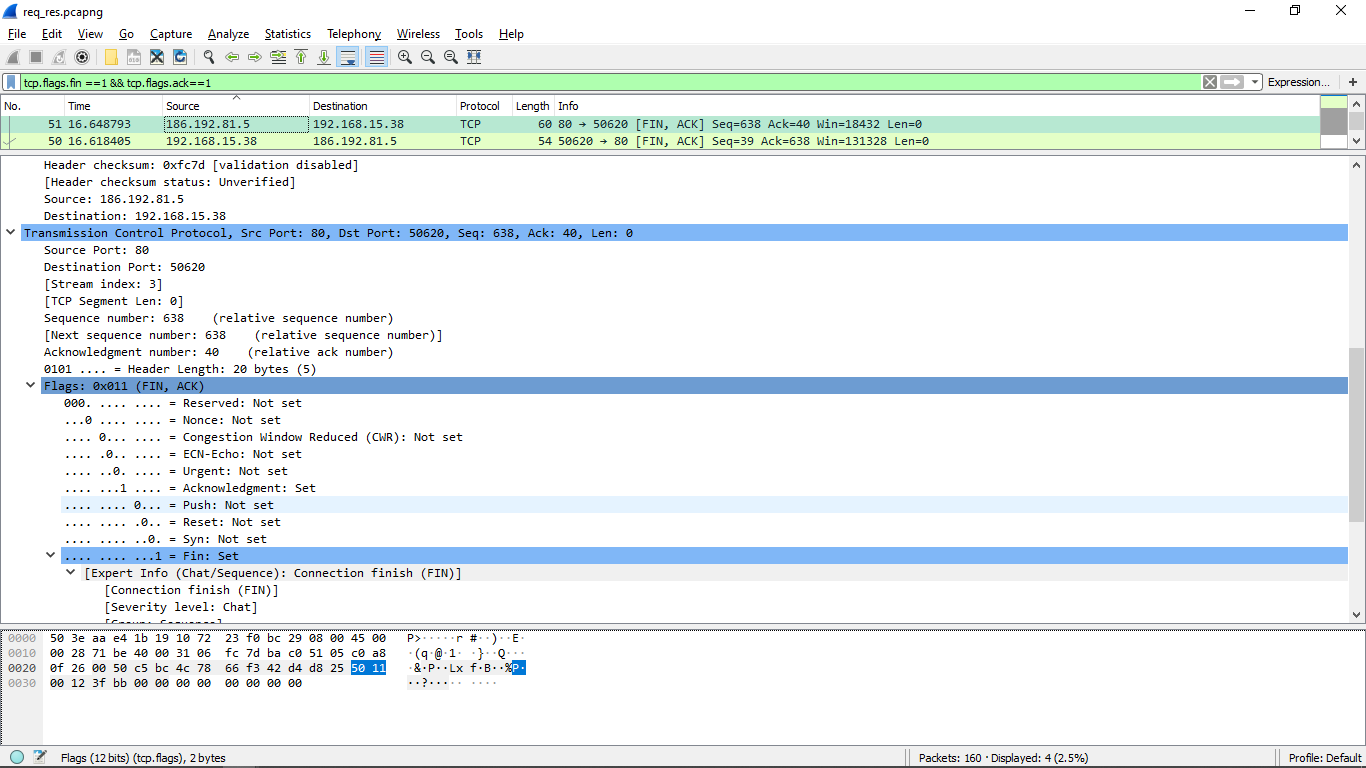 req_res.pcapng
File Edit View Go Capture Analyze Statistics Telephony Wireless Tools Help
tcp.flags.fin ==1 && tcp.flags.ack==1 Expression... +
No. Time Source Destination Protocol Length Info
51 16.648793 186.192.81.5 192.168.15.38 TCP 60 80 → 50620 [FIN, ACK] Seq=638 Ack=40 Win=18432 Len=0
50 16.618405 192.168.15.38 186.192.81.5 TCP 54 50620 → 80 [FIN, ACK] Seq=39 Ack=638 Win=131328 Len=0
Header checksum: 0xfc7d [validation disabled]
[Header checksum status: Unverified]
Source: 186.192.81.5
Destination: 192.168.15.38
Transmission Control Protocol, Src Port: 80, Dst Port: 50620, Seq: 638, Ack: 40, Len: 0
Source Port: 80
Destination Port: 50620
[Stream index: 3]
[TCP Segment Len: 0]
Sequence number: 638 (relative sequence number)
[Next sequence number: 638 (relative sequence number)]
Acknowledgment number: 40 (relative ack number)
0101 .... = Header Length: 20 bytes (5)
Flags: 0x011 (FIN, ACK)
000. .... .... = Reserved: Not set
...0 .... .... = Nonce: Not set
.... 0... .... = Congestion Window Reduced (CWR): Not set
.... .0.. .... = ECN-Echo: Not set
.... ..0. .... = Urgent: Not set
.... ...1 .... = Acknowledgment: Set
.... .... 0... = Push: Not set
.... .... .0.. = Reset: Not set
.... .... ..0. = Syn: Not set
.... .... ...1 = Fin: Set
[Expert Info (Chat/Sequence): Connection finish (FIN)]
[Connection finish (FIN)]
[Severity level: Chat]
[Group: Sequence]
0000 50 3e aa e4 1b 19 10 72 23 f0 bc 29 08 00 45 00 P>·····r #··)··E·
0010 00 28 71 be 40 00 31 06 fc 7d ba c0 51 05 c0 a8 ·(q·@·1· ·}··Q···
0020 0f 26 00 50 c5 bc 4c 78 66 f3 42 d4 d8 25 50 11 ·&·P··Lx f·B··%P·
0030 00 12 3f bb 00 00 00 00 00 00 00 00 ··?····· ····
Flags (12 bits) (tcp.flags), 2 bytes Packets: 160 · Displayed: 4 (2.5%) Profile: Default